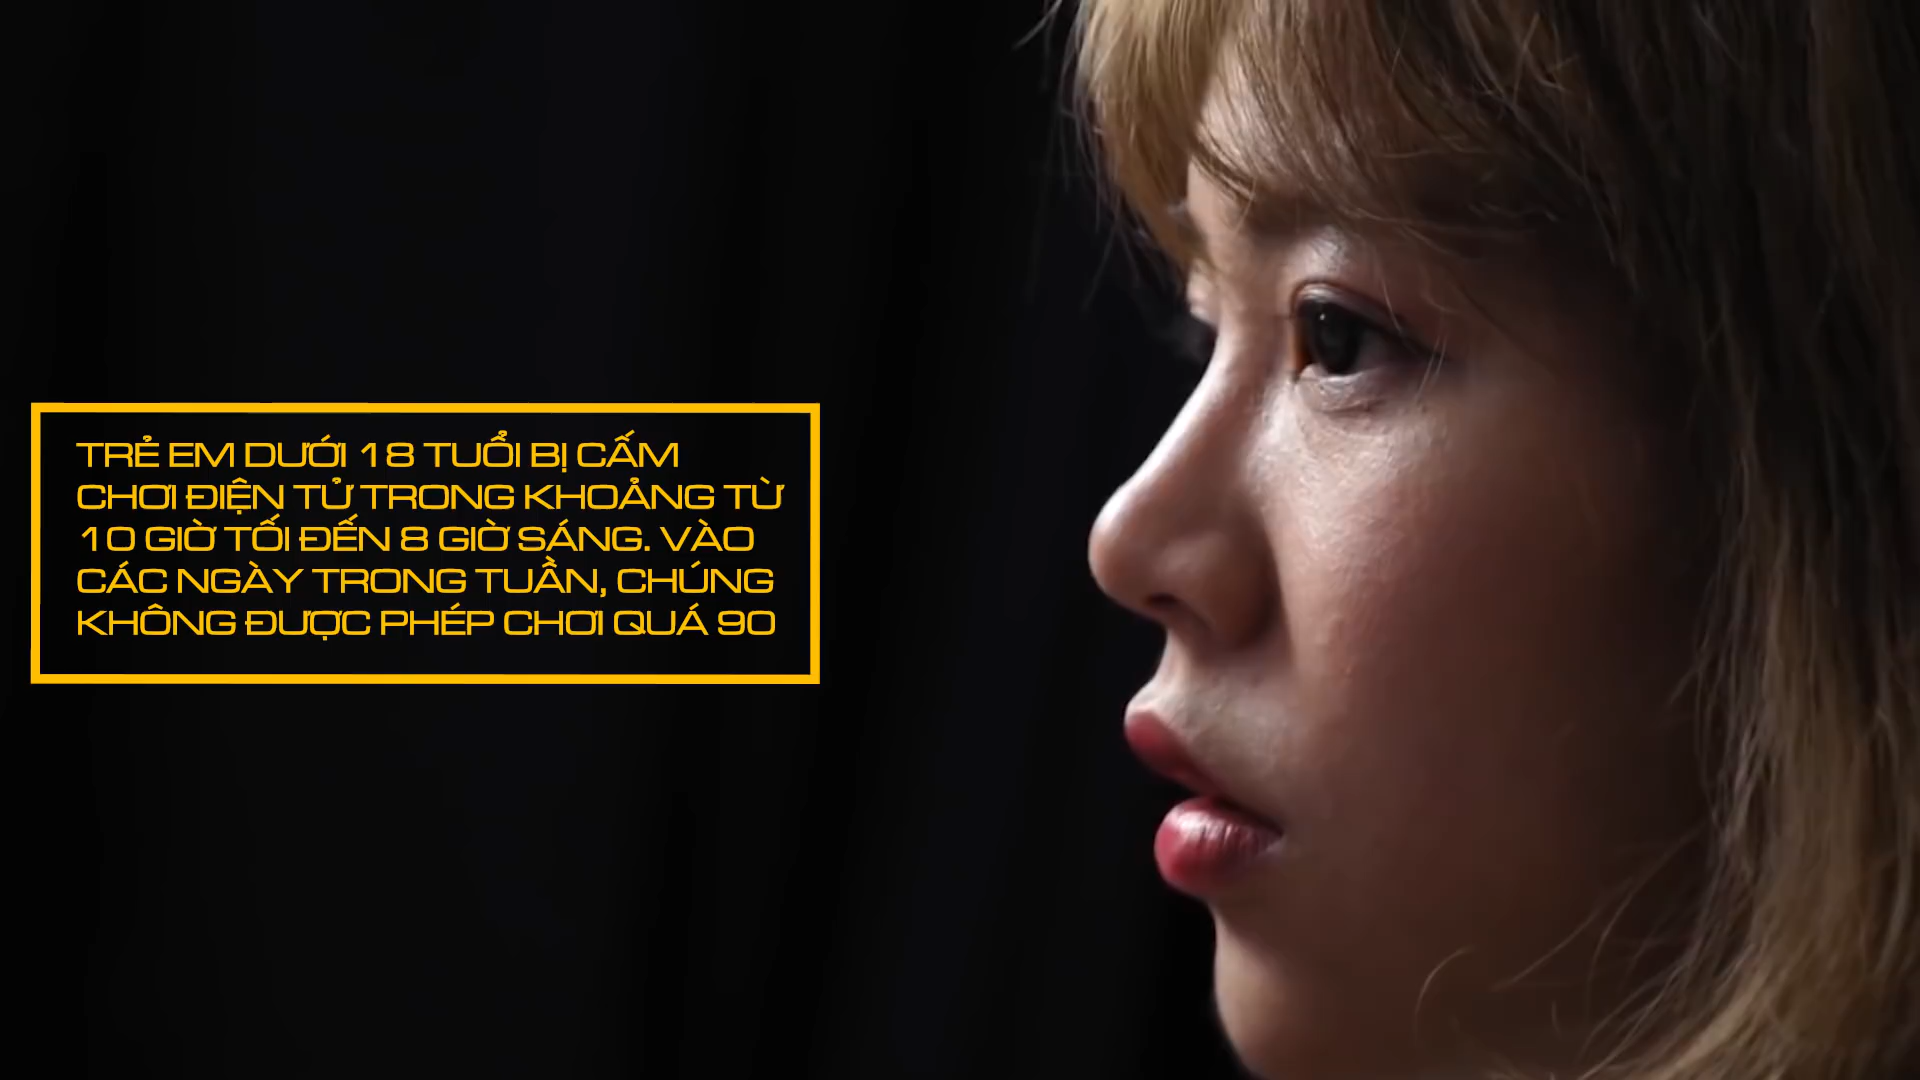 TRẺ EM DƯỚI 18 TUỔI BỊ CẤM
CHƠI ĐIỆN TỬ TRONG KHOẢNG TỪ
10 GIỜ TỐI ĐẾN 8 GIỜ SÁNG. VÀO
CÁC NGÀY TRONG TUẦN, CHÚNG
KHÔNG ĐƯỢC PHÉP CHƠI QUÁ 90